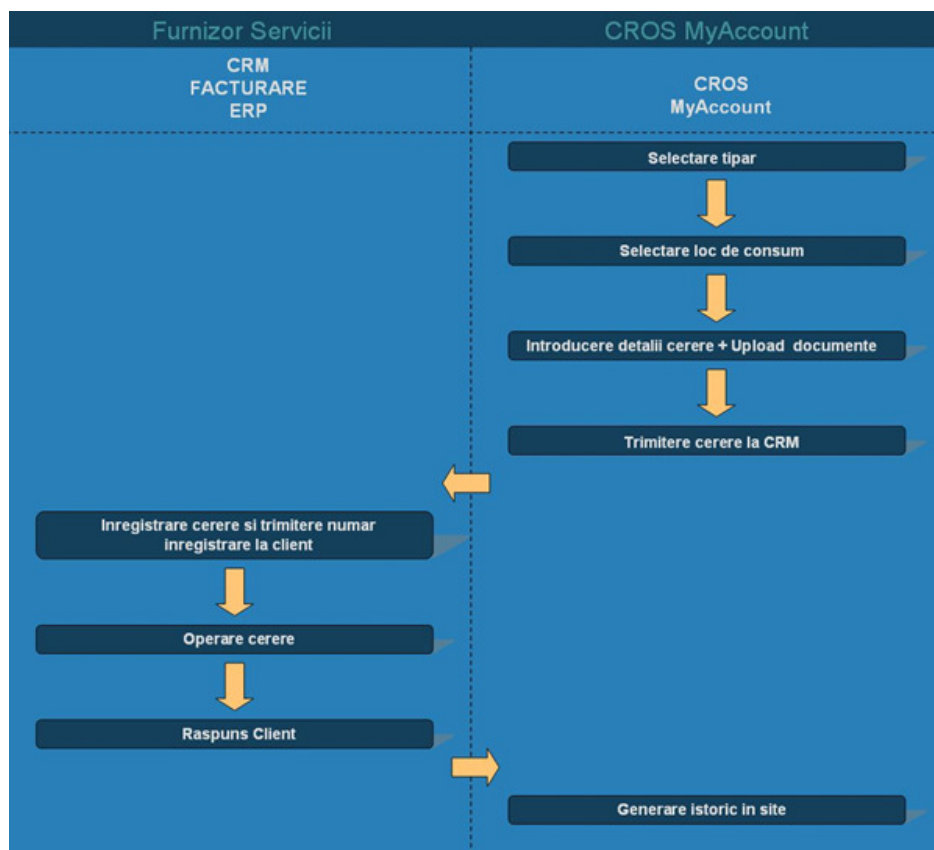 Furnizor Servicii
CROS MyAccount
CRM
FACTURARE
ERP
CROS
MyAccount
Selectare tipar
Selectare loc de consum
Introducere detalii cerere + Upload documente
Trimitere cerere la CRM
Inregistrare cerere si trimitere numar
inregistrare la client
Operare cerere
Raspuns Client
Generare istoric in site